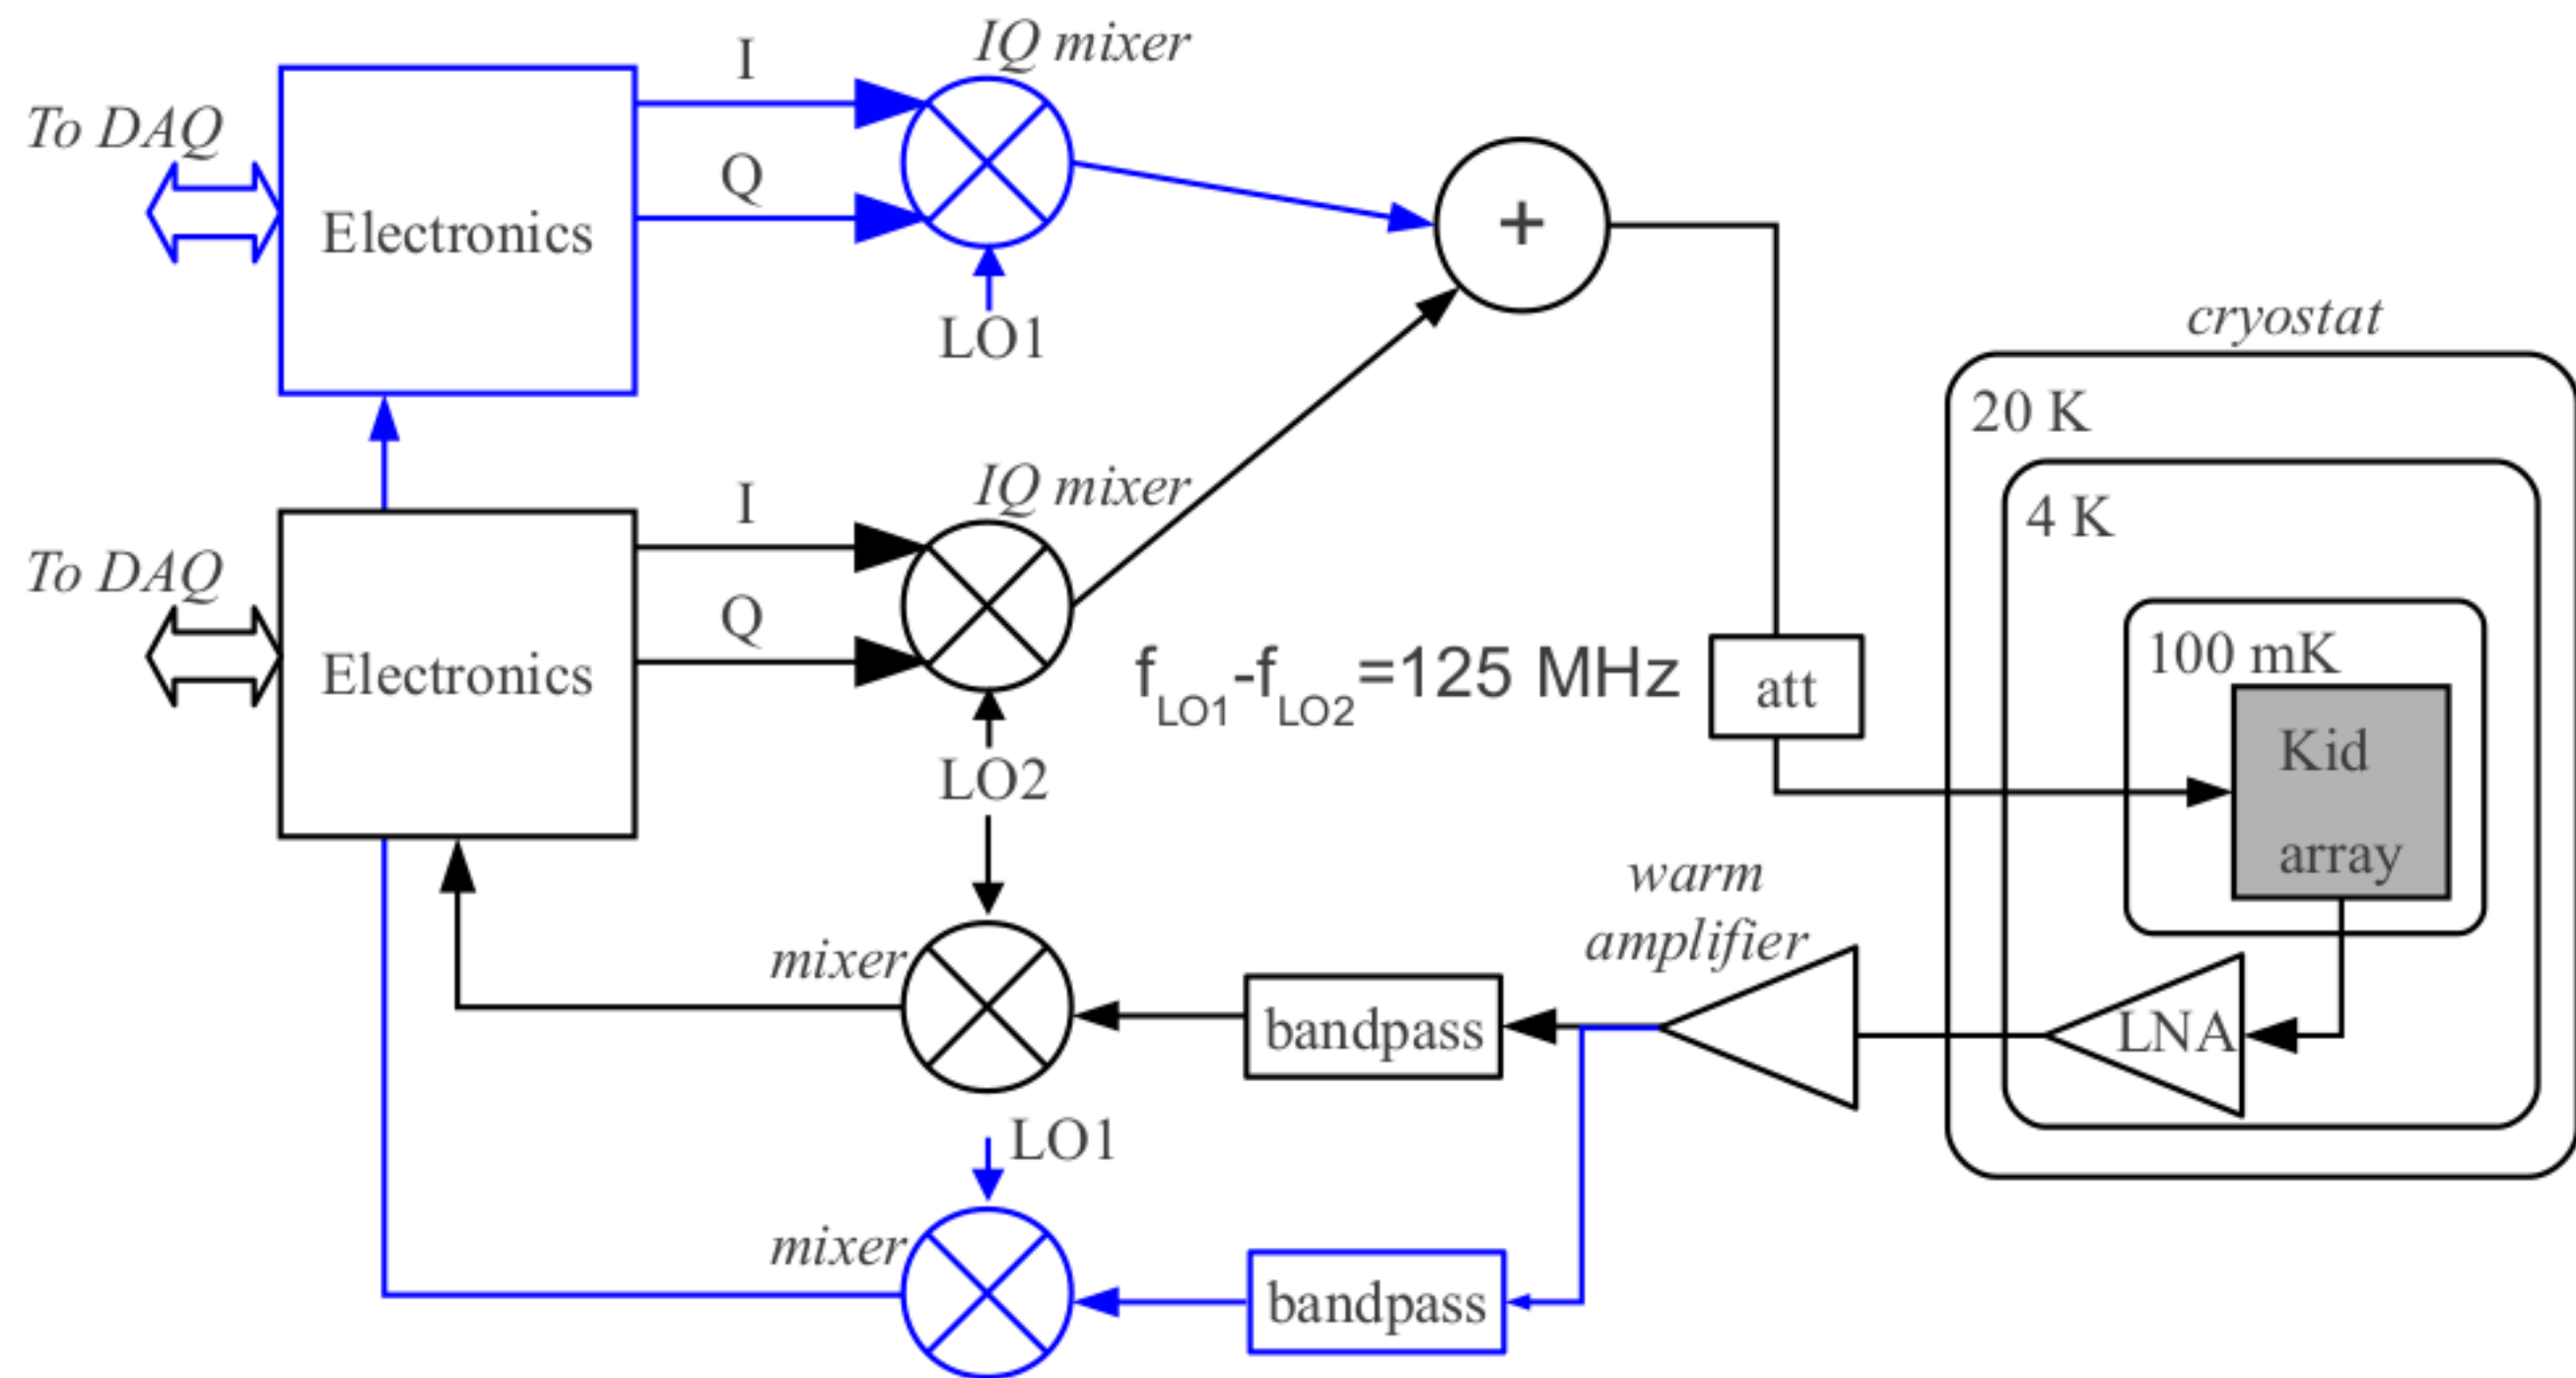 I
IQ mixer
To DAQ
Q
Electronics
+
LO1
cryostat
20 K
I
IQ mixer
4 K
To DAQ
Q
Electronics
fLO1-fLO2=125 MHz
att
100 mK
Kid
array
LO2
warm
amplifier
mixer
bandpass
LNA
LO1
mixer
bandpass